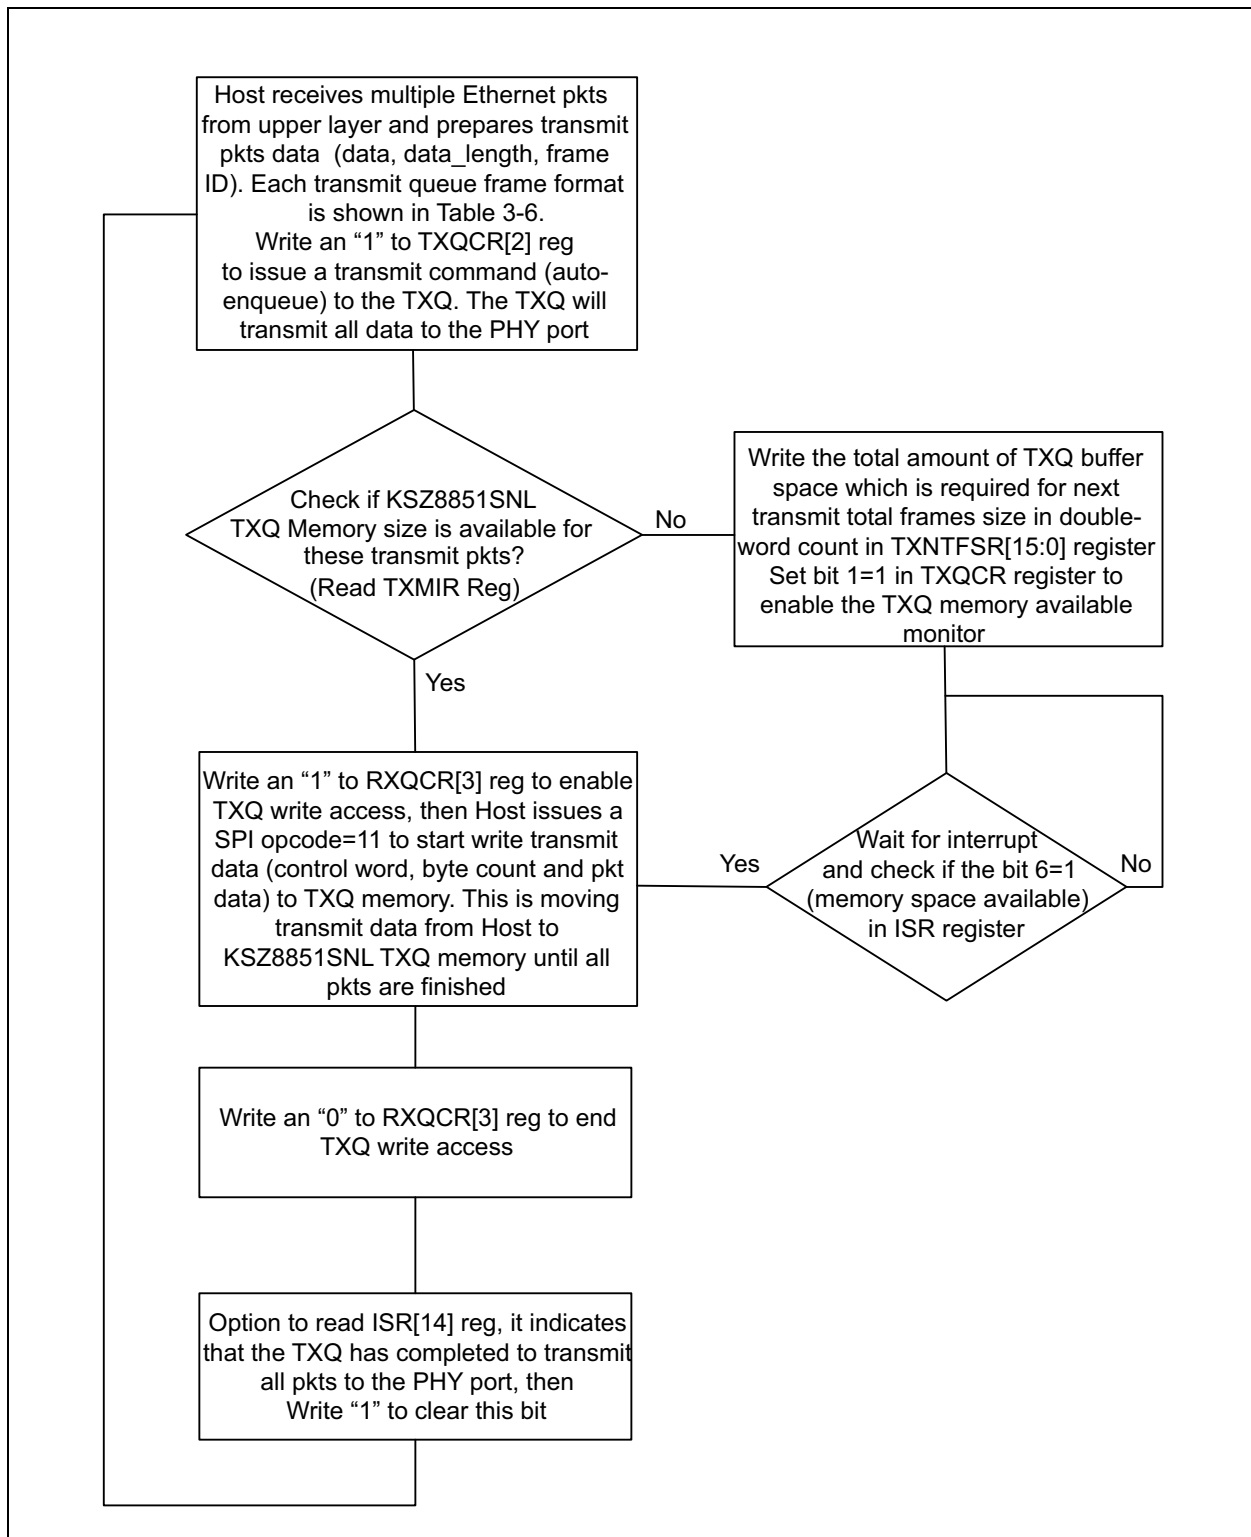 Host receives multiple Ethernet pkts
from upper layer and prepares transmit
pkts data (data, data_length, frame
ID). Each transmit queue frame format
is shown in Table 3-6.
Write an “1” to TXQCR[2] reg
to issue a transmit command (auto-
enqueue) to the TXQ. The TXQ will
transmit all data to the PHY port
Check if KSZ8851SNL
TXQ Memory size is available for
these transmit pkts?
(Read TXMIR Reg)
No
Write the total amount of TXQ buffer
space which is required for next
transmit total frames size in double-
word count in TXNTFSR[15:0] register
Set bit 1=1 in TXQCR register to
enable the TXQ memory available
monitor
Yes
Write an “1” to RXQCR[3] reg to enable
TXQ write access, then Host issues a
SPI opcode=11 to start write transmit
data (control word, byte count and pkt
data) to TXQ memory. This is moving
transmit data from Host to
KSZ8851SNL TXQ memory until all
pkts are finished
Yes
Wait for interrupt
and check if the bit 6=1
(memory space available)
in ISR register
No
Write an “0” to RXQCR[3] reg to end
TXQ write access
Option to read ISR[14] reg, it indicates
that the TXQ has completed to transmit
all pkts to the PHY port, then
Write “1” to clear this bit